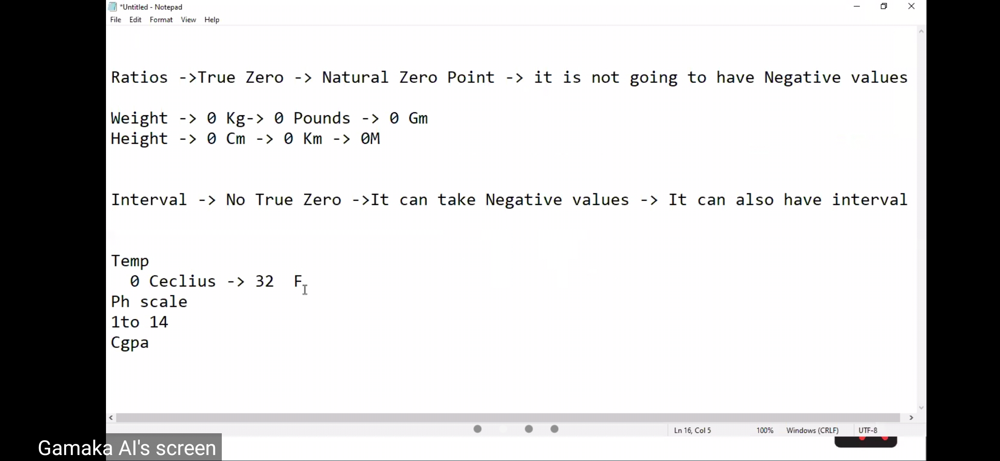 *Untitled - Notepad
File Edit Format View Help
Ratios ->True Zero -> Natural Zero Point -> it is not going to have Negative values
Weight -> 0 Kg-> 0 Pounds -> 0 Gm
Height -> 0 Cm -> 0 Km -> 0M
Interval -> No True Zero ->It can take Negative values -> It can also have interval
Temp
0 Ceclius -> 32 F
Ph scale
1to 14
Cgpa
Ln 16, Col 5 100% Windows (CRLF) UTF-8
Gamaka AI's screen